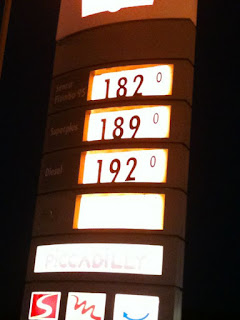 182 0
Superplus 189 0
Diesel 192 0
PICCADILLY